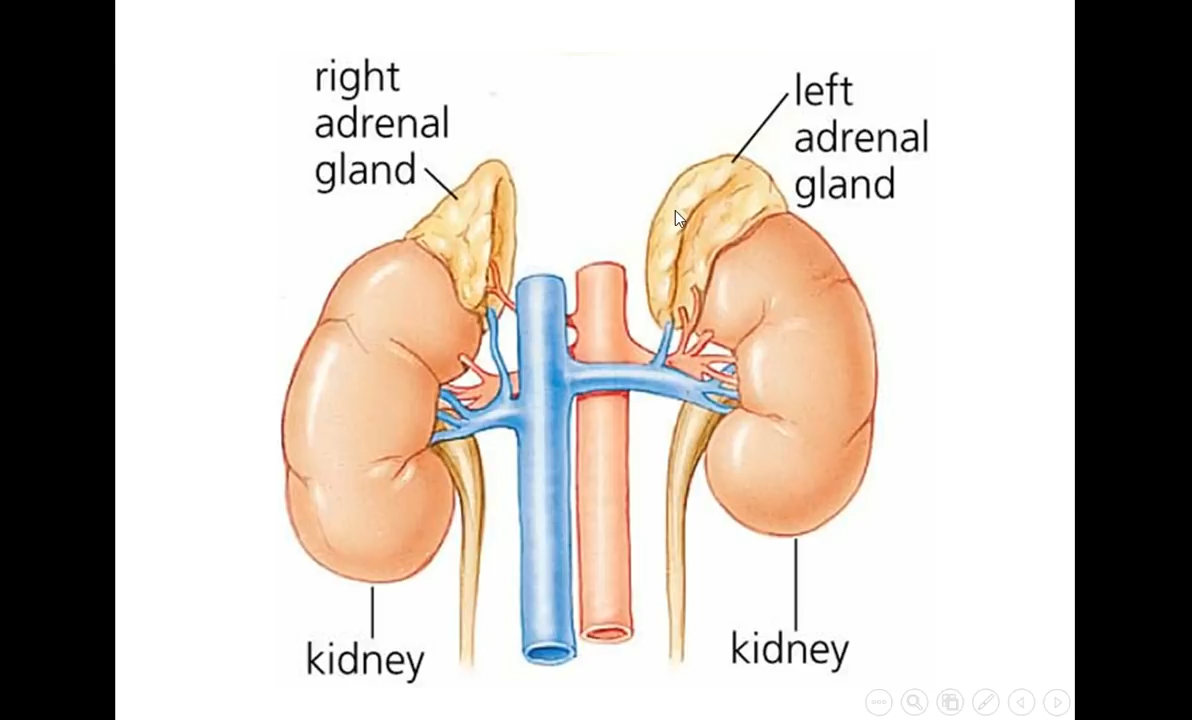 right
adrenal
gland
left
adrenal
gland
kidney
kidney